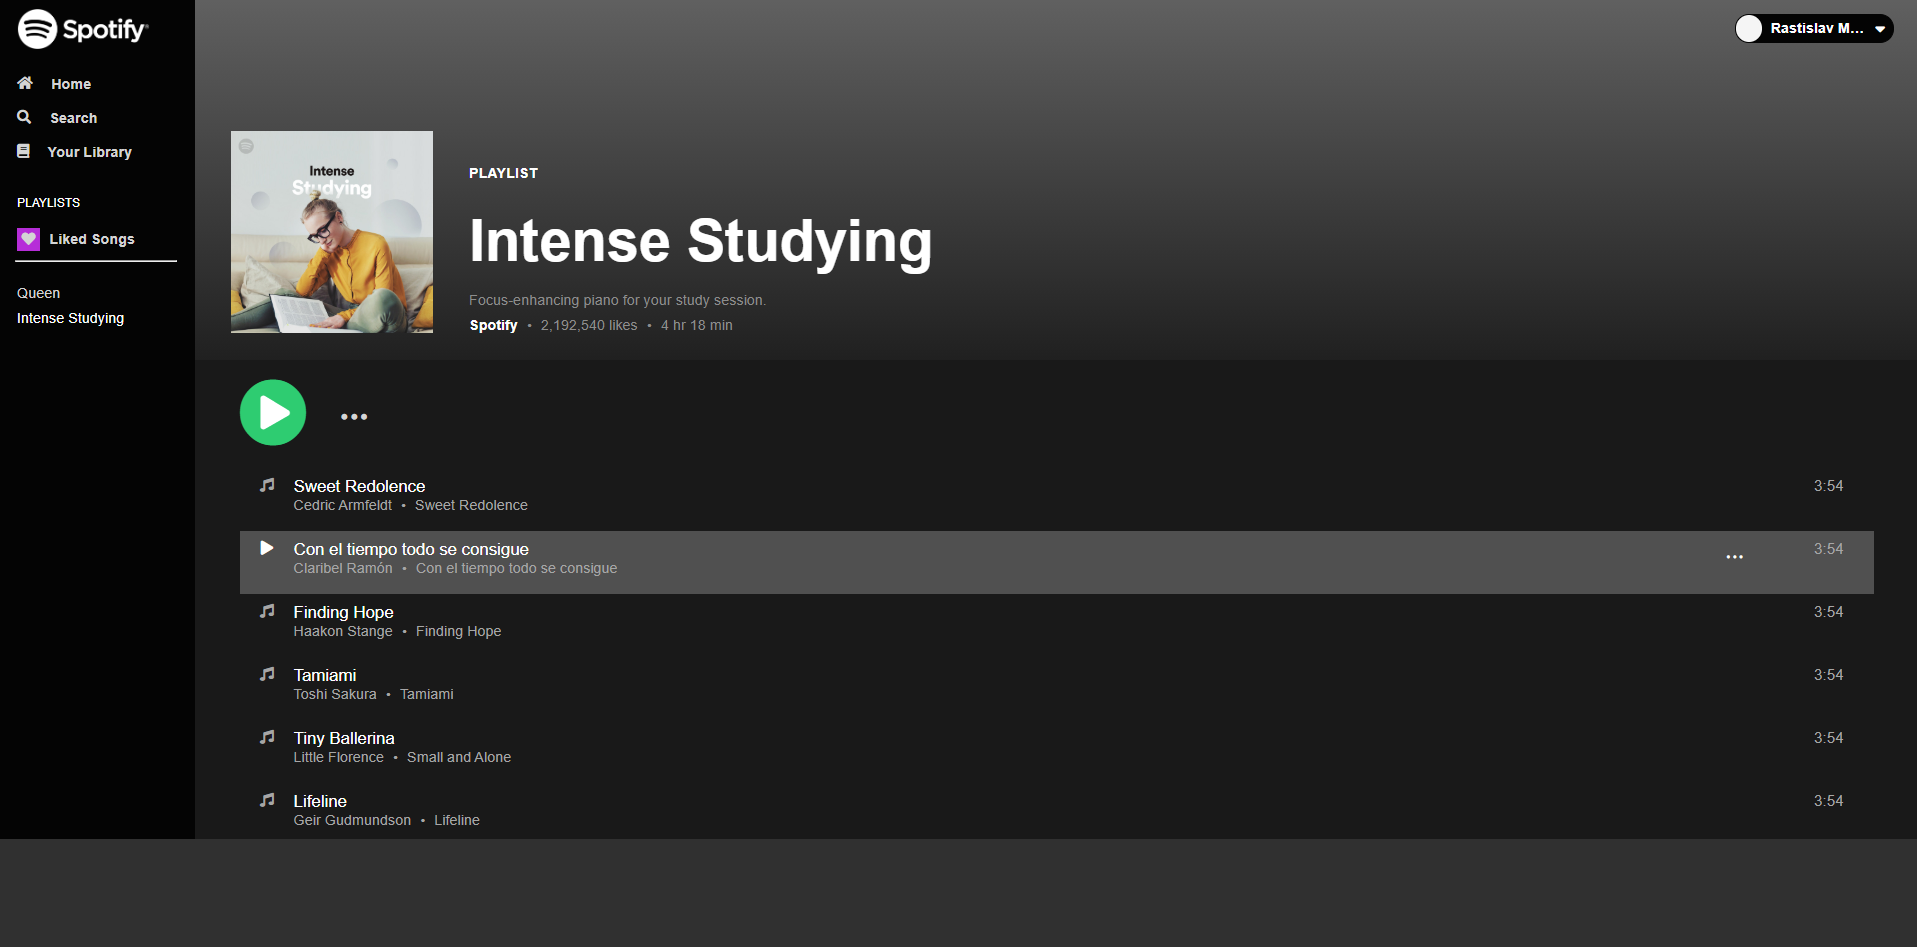 Spotify
Home
Search
Your Library
PLAYLISTS
Liked Songs
Queen
Intense Studying
Rastislav M...
Intense
Studying
PLAYLIST
Intense Studying
Focus-enhancing piano for your study session.
Spotify • 2,192,540 likes • 4 hr 18 min
Sweet Redolence 3:54
Cedric Armfeldt • Sweet Redolence
Con el tiempo todo se consigue 3:54
Claribel Ramón • Con el tiempo todo se consigue
Finding Hope 3:54
Haakon Stange • Finding Hope
Tamiami 3:54
Toshi Sakura • Tamiami
Tiny Ballerina 3:54
Little Florence • Small and Alone
Lifeline 3:54
Geir Gudmundson • Lifeline